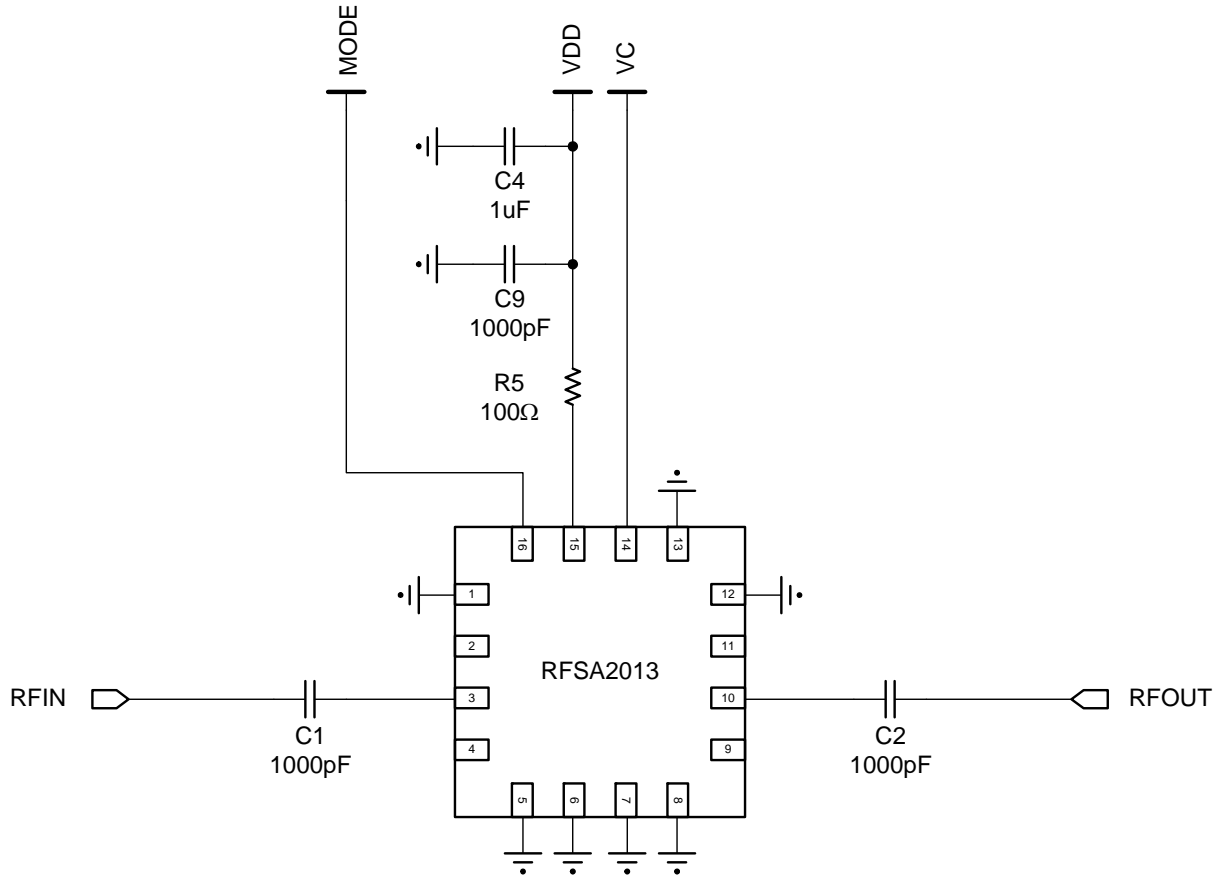 MODE
VDD
VC
C4
1uF
C9
1000pF
R5
100Ω
16
15
14
13
1
12
2
11
RFSA2013
RFIN
3
10
RFOUT
C1
1000pF
C2
1000pF
4
9
5
6
7
8